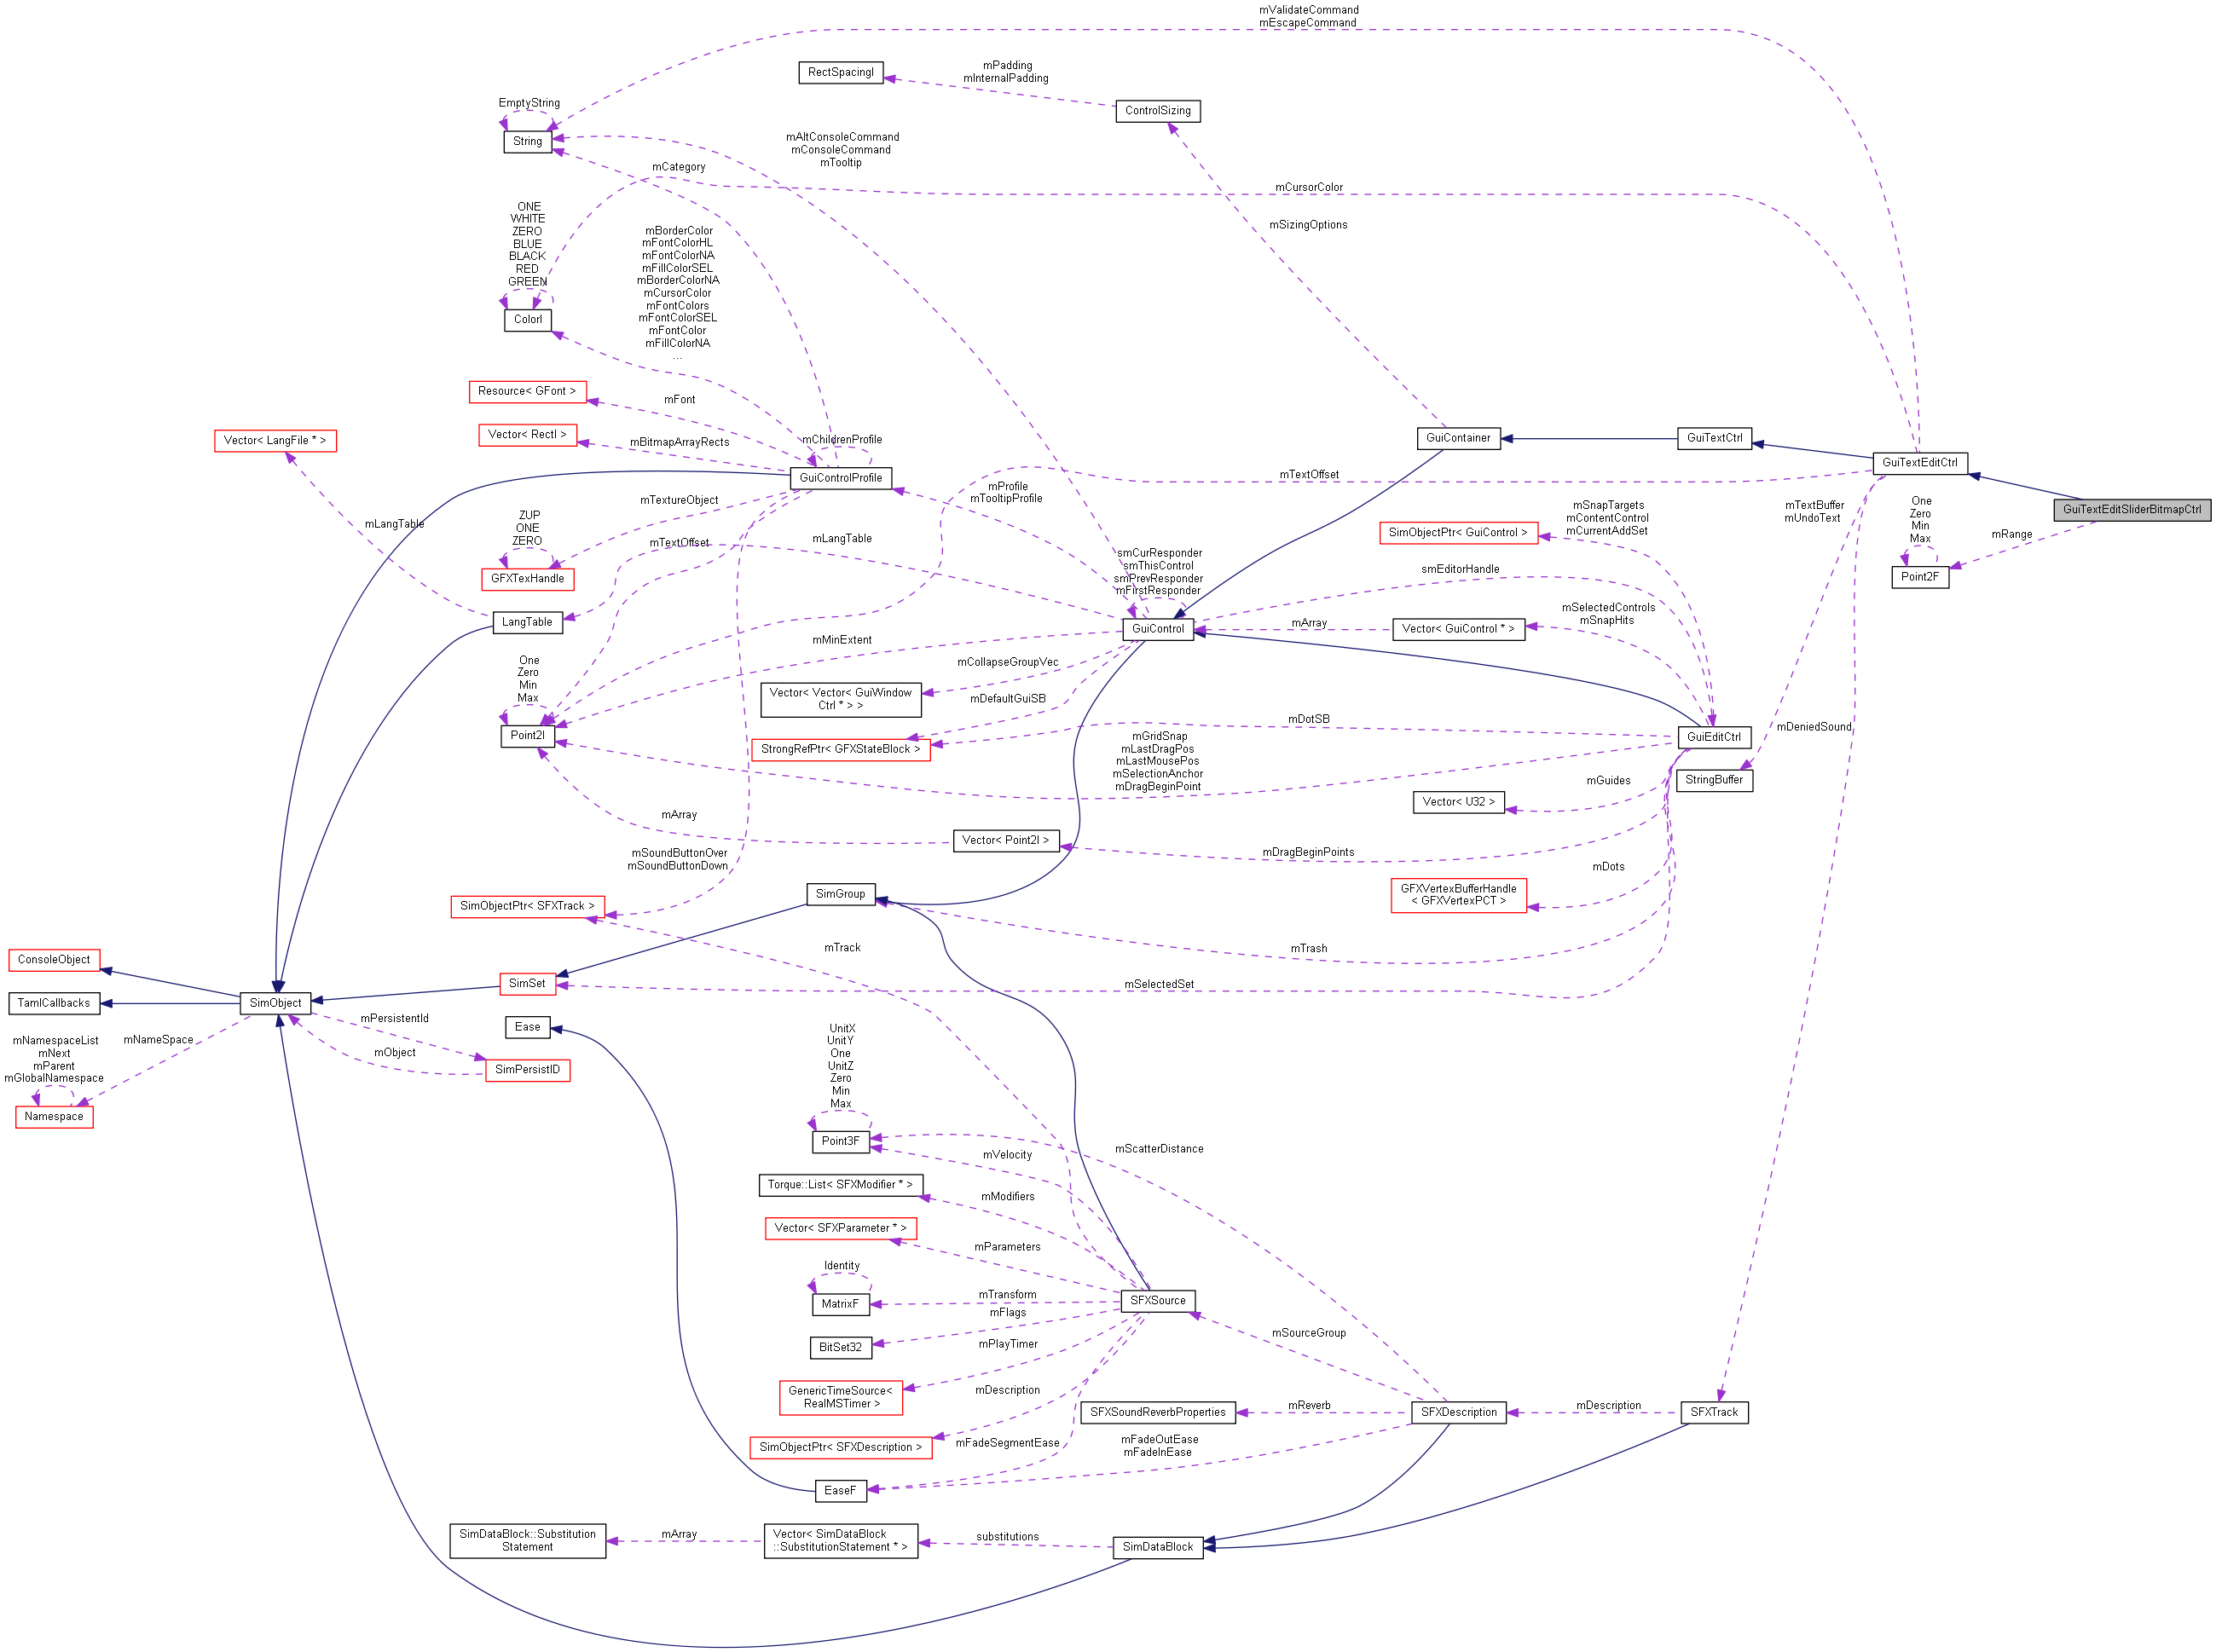 mValidateCommand
mEscapeCommand
RectSpacingI
mPadding
mInternalPadding
ControlSizing
EmptyString
String
mAltConsoleCommand
mConsoleCommand
mTooltip
mCategory
mCursorColor
mSizingOptions
ONE
WHITE
ZERO
BLUE
BLACK
RED
GREEN
ColorI
mBorderColor
mFontColorHL
mFontColorNA
mFillColorSEL
mBorderColorNA
mCursorColor
mFontColors
mFontColorSEL
mFontColor
mFillColorNA
...
Resource< GFont >
mFont
Vector< LangFile * >
Vector< RectI >
mBitmapArrayRects
mChildrenProfile
GuiControlProfile
GuiContainer
GuiTextCtrl
GuiTextEditCtrl
GuiTextEditSliderBitmapCtrl
mTextOffset
mProfile
mTooltipProfile
mTextureObject
mLangTable
ZUP
ONE
ZERO
GFXTexHandle
mTextOffset
mLangTable
mSnapTargets
mContentControl
mCurrentAddSet
SimObjectPtr< GuiControl >
mTextBuffer
mUndoText
One
Zero
Min
Max
Point2F
mRange
smCurResponder
smThisControl
smPrevResponder
mFirstResponder
GuiControl
smEditorHandle
mSelectedControls
mSnapHits
Vector< GuiControl * >
mArray
LangTable
mMinExtent
One
Zero
Min
Max
Point2I
mCollapseGroupVec
Vector< Vector< GuiWindow
Ctrl * > >
mDefaultGuiSB
StrongRefPtr< GFXStateBlock >
mDotSB
GuiEditCtrl
mDeniedSound
mGridSnap
mLastDragPos
mLastMousePos
mSelectionAnchor
mDragBeginPoint
StringBuffer
mGuides
Vector< U32 >
mArray
Vector< Point2I >
mDragBeginPoints
mSoundButtonOver
mSoundButtonDown
SimGroup
mDots
GFXVertexBufferHandle
< GFXVertexPCT >
SimObjectPtr< SFXTrack >
mTrack
mTrash
ConsoleObject
SimSet
mSelectedSet
TamlCallbacks
SimObject
mPersistentId
mObject
SimPersistID
mNameSpace
mNamespaceList
mNext
mParent
mGlobalNamespace
Namespace
Ease
UnitX
UnitY
One
UnitZ
Zero
Min
Max
Point3F
mVelocity
mScatterDistance
Torque::List< SFXModifier * >
mModifiers
Vector< SFXParameter * >
mParameters
Identity
MatrixF
mTransform
SFXSource
mFlags
BitSet32
mPlayTimer
mSourceGroup
GenericTimeSource<
RealMSTimer >
mDescription
SFXSoundReverbProperties
mReverb
SFXDescription
mDescription
SFXTrack
SimObjectPtr< SFXDescription >
mFadeSegmentEase
mFadeOutEase
mFadeInEase
EaseF
SimDataBlock::Substitution
Statement
mArray
Vector< SimDataBlock
::SubstitutionStatement * >
substitutions
SimDataBlock